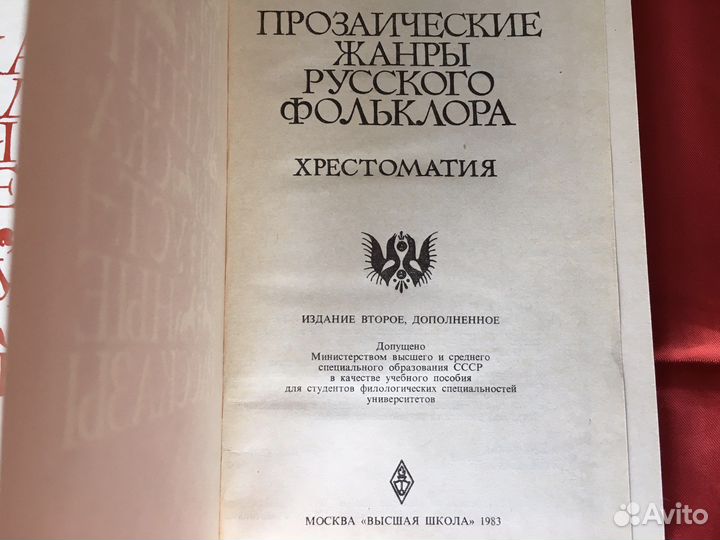 ПРОЗАИЧЕСКИЕ
ЖАНРЫ
РУССКОГО
ФОЛЬКЛОРА
ХРЕСТОМАТИЯ
ИЗДАНИЕ ВТОРОЕ, ДОПОЛНЕННОЕ
Допущено
Министерством высшего и среднего
специального образования СССР
в качестве учебного пособия
для студентов филологических специальностей
университетов
МОСКВА «ВЫСШАЯ ШКОЛА» 1983
Avito